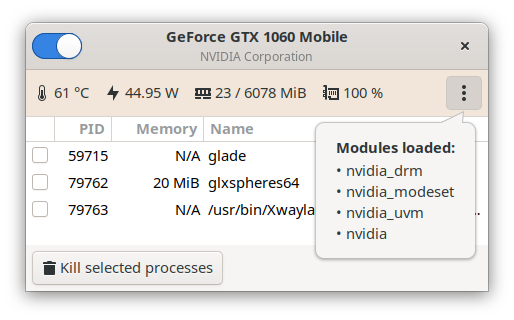 GeForce GTX 1060 Mobile
NVIDIA Corporation
61 °C 44.95 W 23 / 6078 MiB 100 %
PID Memory Name
59715 N/A glade
79762 20 MiB glxspheres64
79763 N/A /usr/bin/Xwayla ...
Modules loaded:
• nvidia_drm
• nvidia_modeset
• nvidia_uvm
• nvidia
Kill selected processes